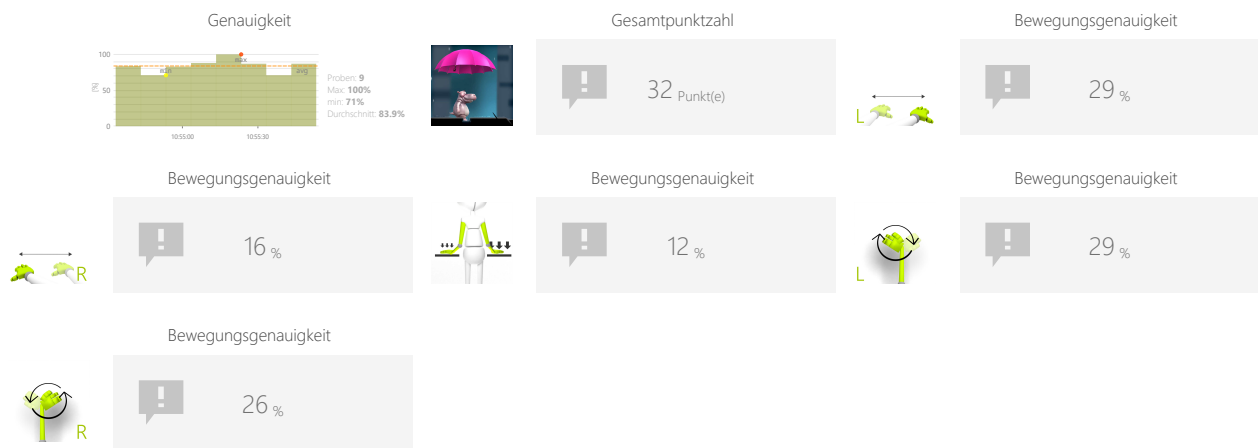 Genauigkeit
100
50
0
[%]
min
max
avg
10:55:00
10:55:30
Proben: 9
Max: 100%
min: 71%
Durchschnitt: 83.9%
Gesamtpunktzahl
32 Punkt(e)
Bewegungsgenauigkeit
L
29 %
Bewegungsgenauigkeit
R
16 %
Bewegungsgenauigkeit
12 %
Bewegungsgenauigkeit
L
29 %
Bewegungsgenauigkeit
R
26 %